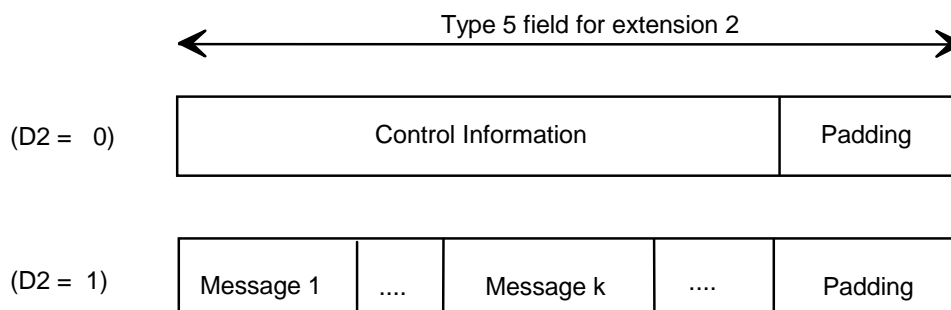 Type 5 field for extension 2
(D2 = 0) Control Information Padding
(D2 = 1) Message 1 .... Message k .... Padding